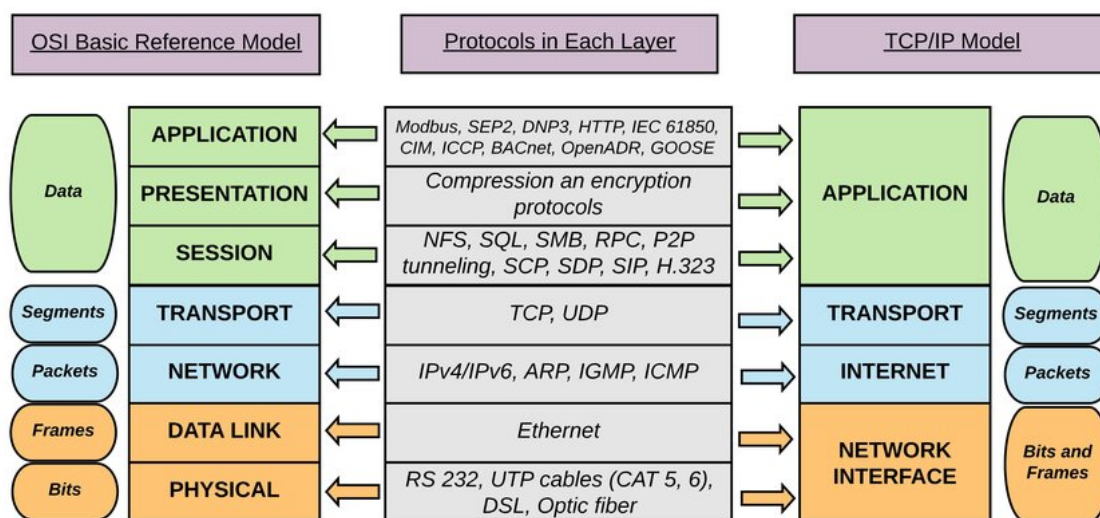 OSI Basic Reference Model
Protocols in Each Layer
TCP/IP Model
Data
APPLICATION
Modbus, SEP2, DNP3, HTTP, IEC 61850,
CIM, ICCP, BACnet, OpenADR, GOOSE
APPLICATION
Data
PRESENTATION
Compression an encryption
protocols
SESSION
NFS, SQL, SMB, RPC, P2P
tunneling, SCP, SDP, SIP, H.323
Segments
TRANSPORT
TCP, UDP
TRANSPORT
Segments
Packets
NETWORK
IPv4/IPv6, ARP, IGMP, ICMP
INTERNET
Packets
Frames
DATA LINK
Ethernet
NETWORK
INTERFACE
Bits and
Frames
Bits
PHYSICAL
RS 232, UTP cables (CAT 5, 6),
DSL, Optic fiber